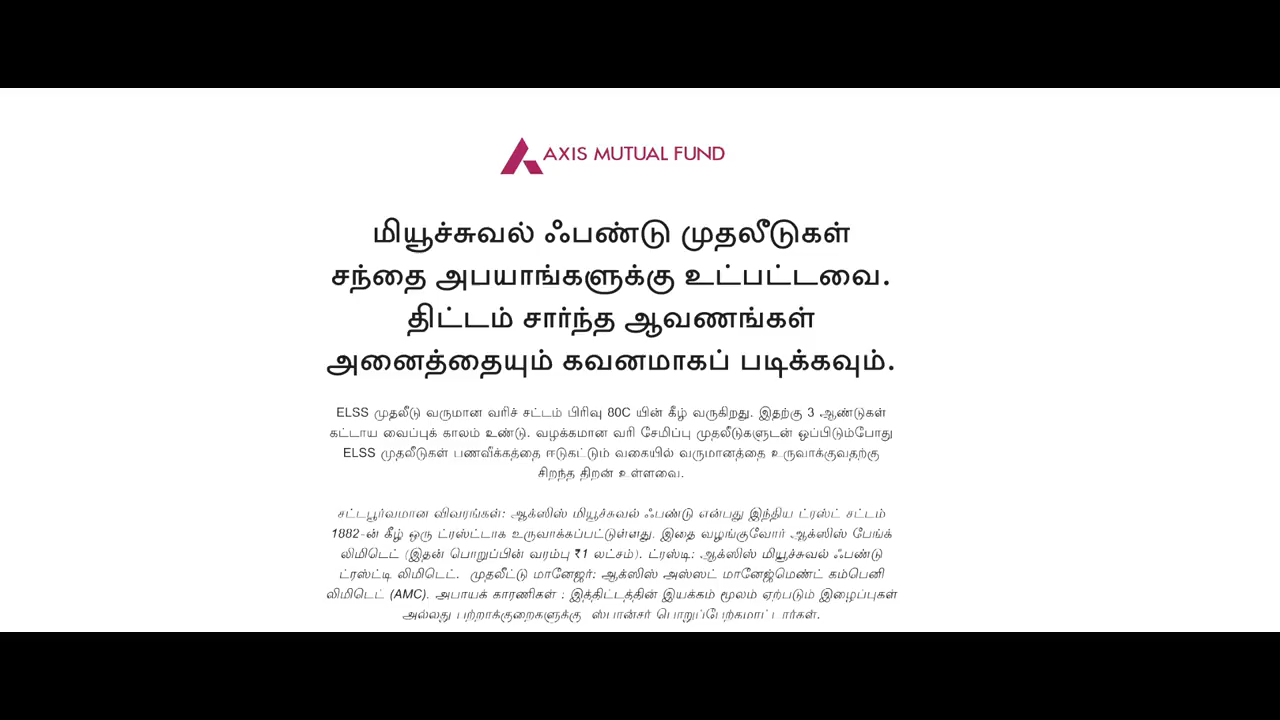 AXIS MUTUAL FUND
மியூச்சுவல் ஃபண்டு முதலீடுகள்
சந்தை அபயாங்களுக்கு உட்பட்டவை.
திட்டம் சார்ந்த ஆவணங்கள்
அனைத்தையும் கவனமாகப் படிக்கவும்.
ELSS முதலீடு வருமான வரிச் சட்டம் பிரிவு 80C யின் கீழ் வருகிறது. இதற்கு 3 ஆண்டுகள்
கட்டாய வைப்புக் காலம் உண்டு. வழக்கமான வரி சேமிப்பு முதலீடுகளுடன் ஒப்பிடும்போது
ELSS முதலீடுகள் பணவீக்கத்தை ஈடுகட்டும் வகையில் வருமானத்தை உருவாக்குவதற்கு
சிறந்த திறன் உள்ளவை.
சட்டபூர்வமான விவரங்கள்: ஆக்ஸிஸ் மியூச்சுவல் ஃபண்டு என்பது இந்திய ட்ரஸ்ட் சட்டம்
1882-ன் கீழ் ஒரு ட்ரஸ்ட்டாக உருவாக்கப்பட்டுள்ளது. இதை வழங்குவோர் ஆக்ஸிஸ் பேங்க்
லிமிடெட் (இதன் பொறுப்பின் வரம்பு ₹1 லட்சம்). ட்ரஸ்டி: ஆக்ஸிஸ் மியூச்சுவல் ஃபண்டு
ட்ரஸ்ட்டி லிமிடெட். முதலீட்டு மானேஜர்: ஆக்ஸிஸ் அஸ்ஸட் மானேஜ்மெண்ட் கம்பெனி
லிமிடெட் (AMC). அபாயக் காரணிகள் : இத்திட்டத்தின் இயக்கம் மூலம் ஏற்படும் இழைப்புகள்
அல்லது பற்றாக்குறைகளுக்கு ஸ்பான்சர் பொறுப்பேற்கமாட்டார்கள்.